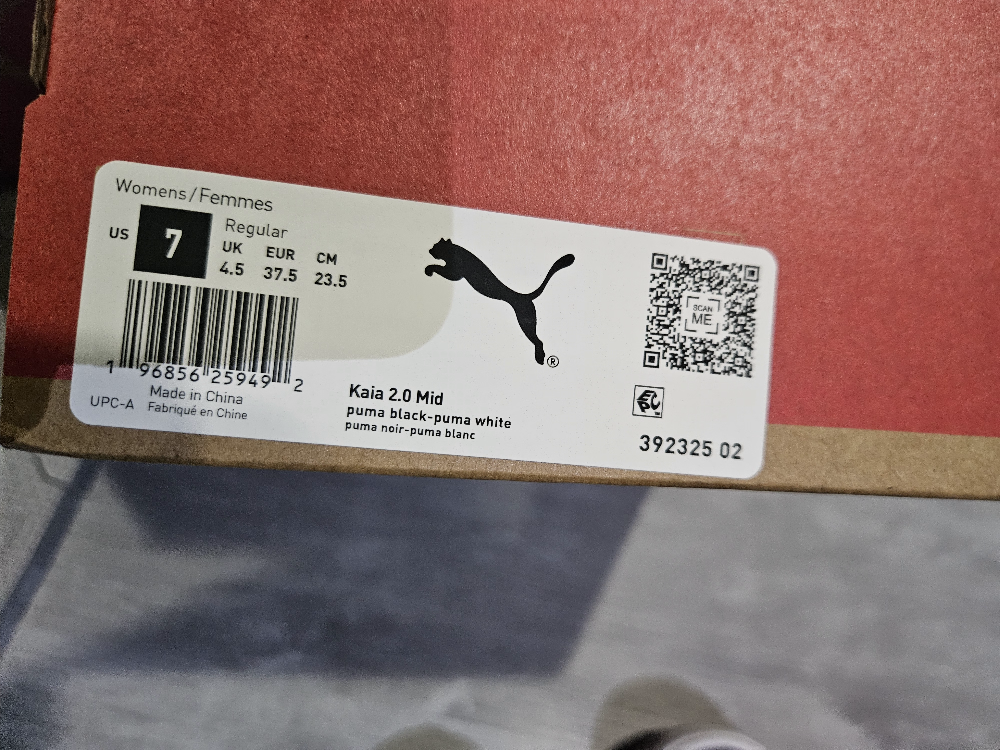 Womens/Femmes
US 7 Regular
UK EUR CM
4.5 37.5 23.5
1 96856 25949 2
UPC-A Made in China
Fabriqué en Chine
®
Kaia 2.0 Mid
puma black-puma white
puma noir-puma blanc
SCAN
ME
EPC
392325 02